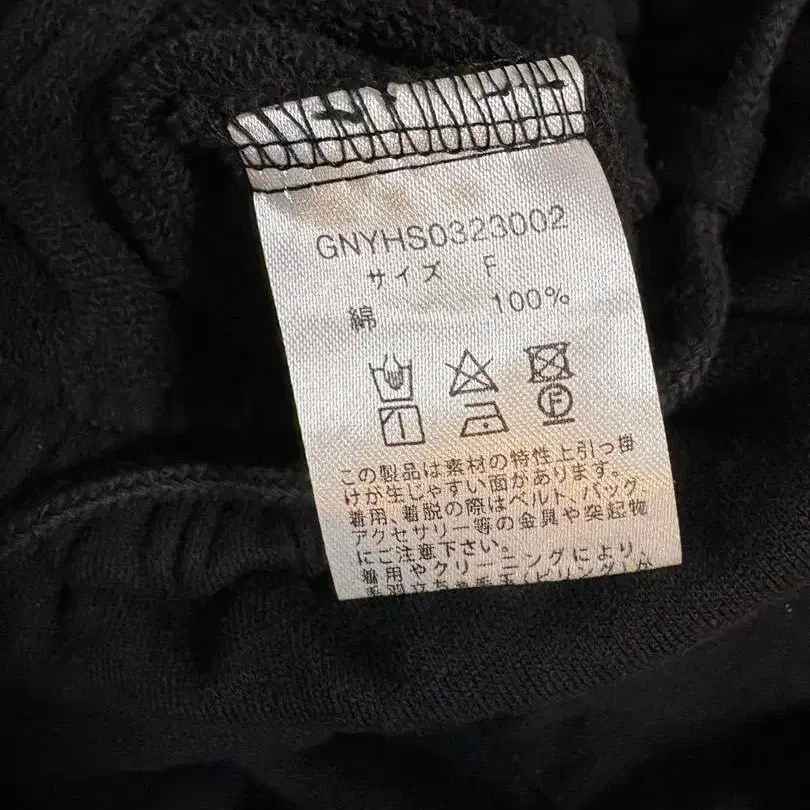 GNYHS0323002
サイズ F
綿 100%
F
この製品は素材の特性上引っ掛
けが生じやすい面があります。
着用、着脱の際はベルト、バッグ
アクセサリー等の金具や突起物
にご注意下さい。
着用やクリーニングにより、